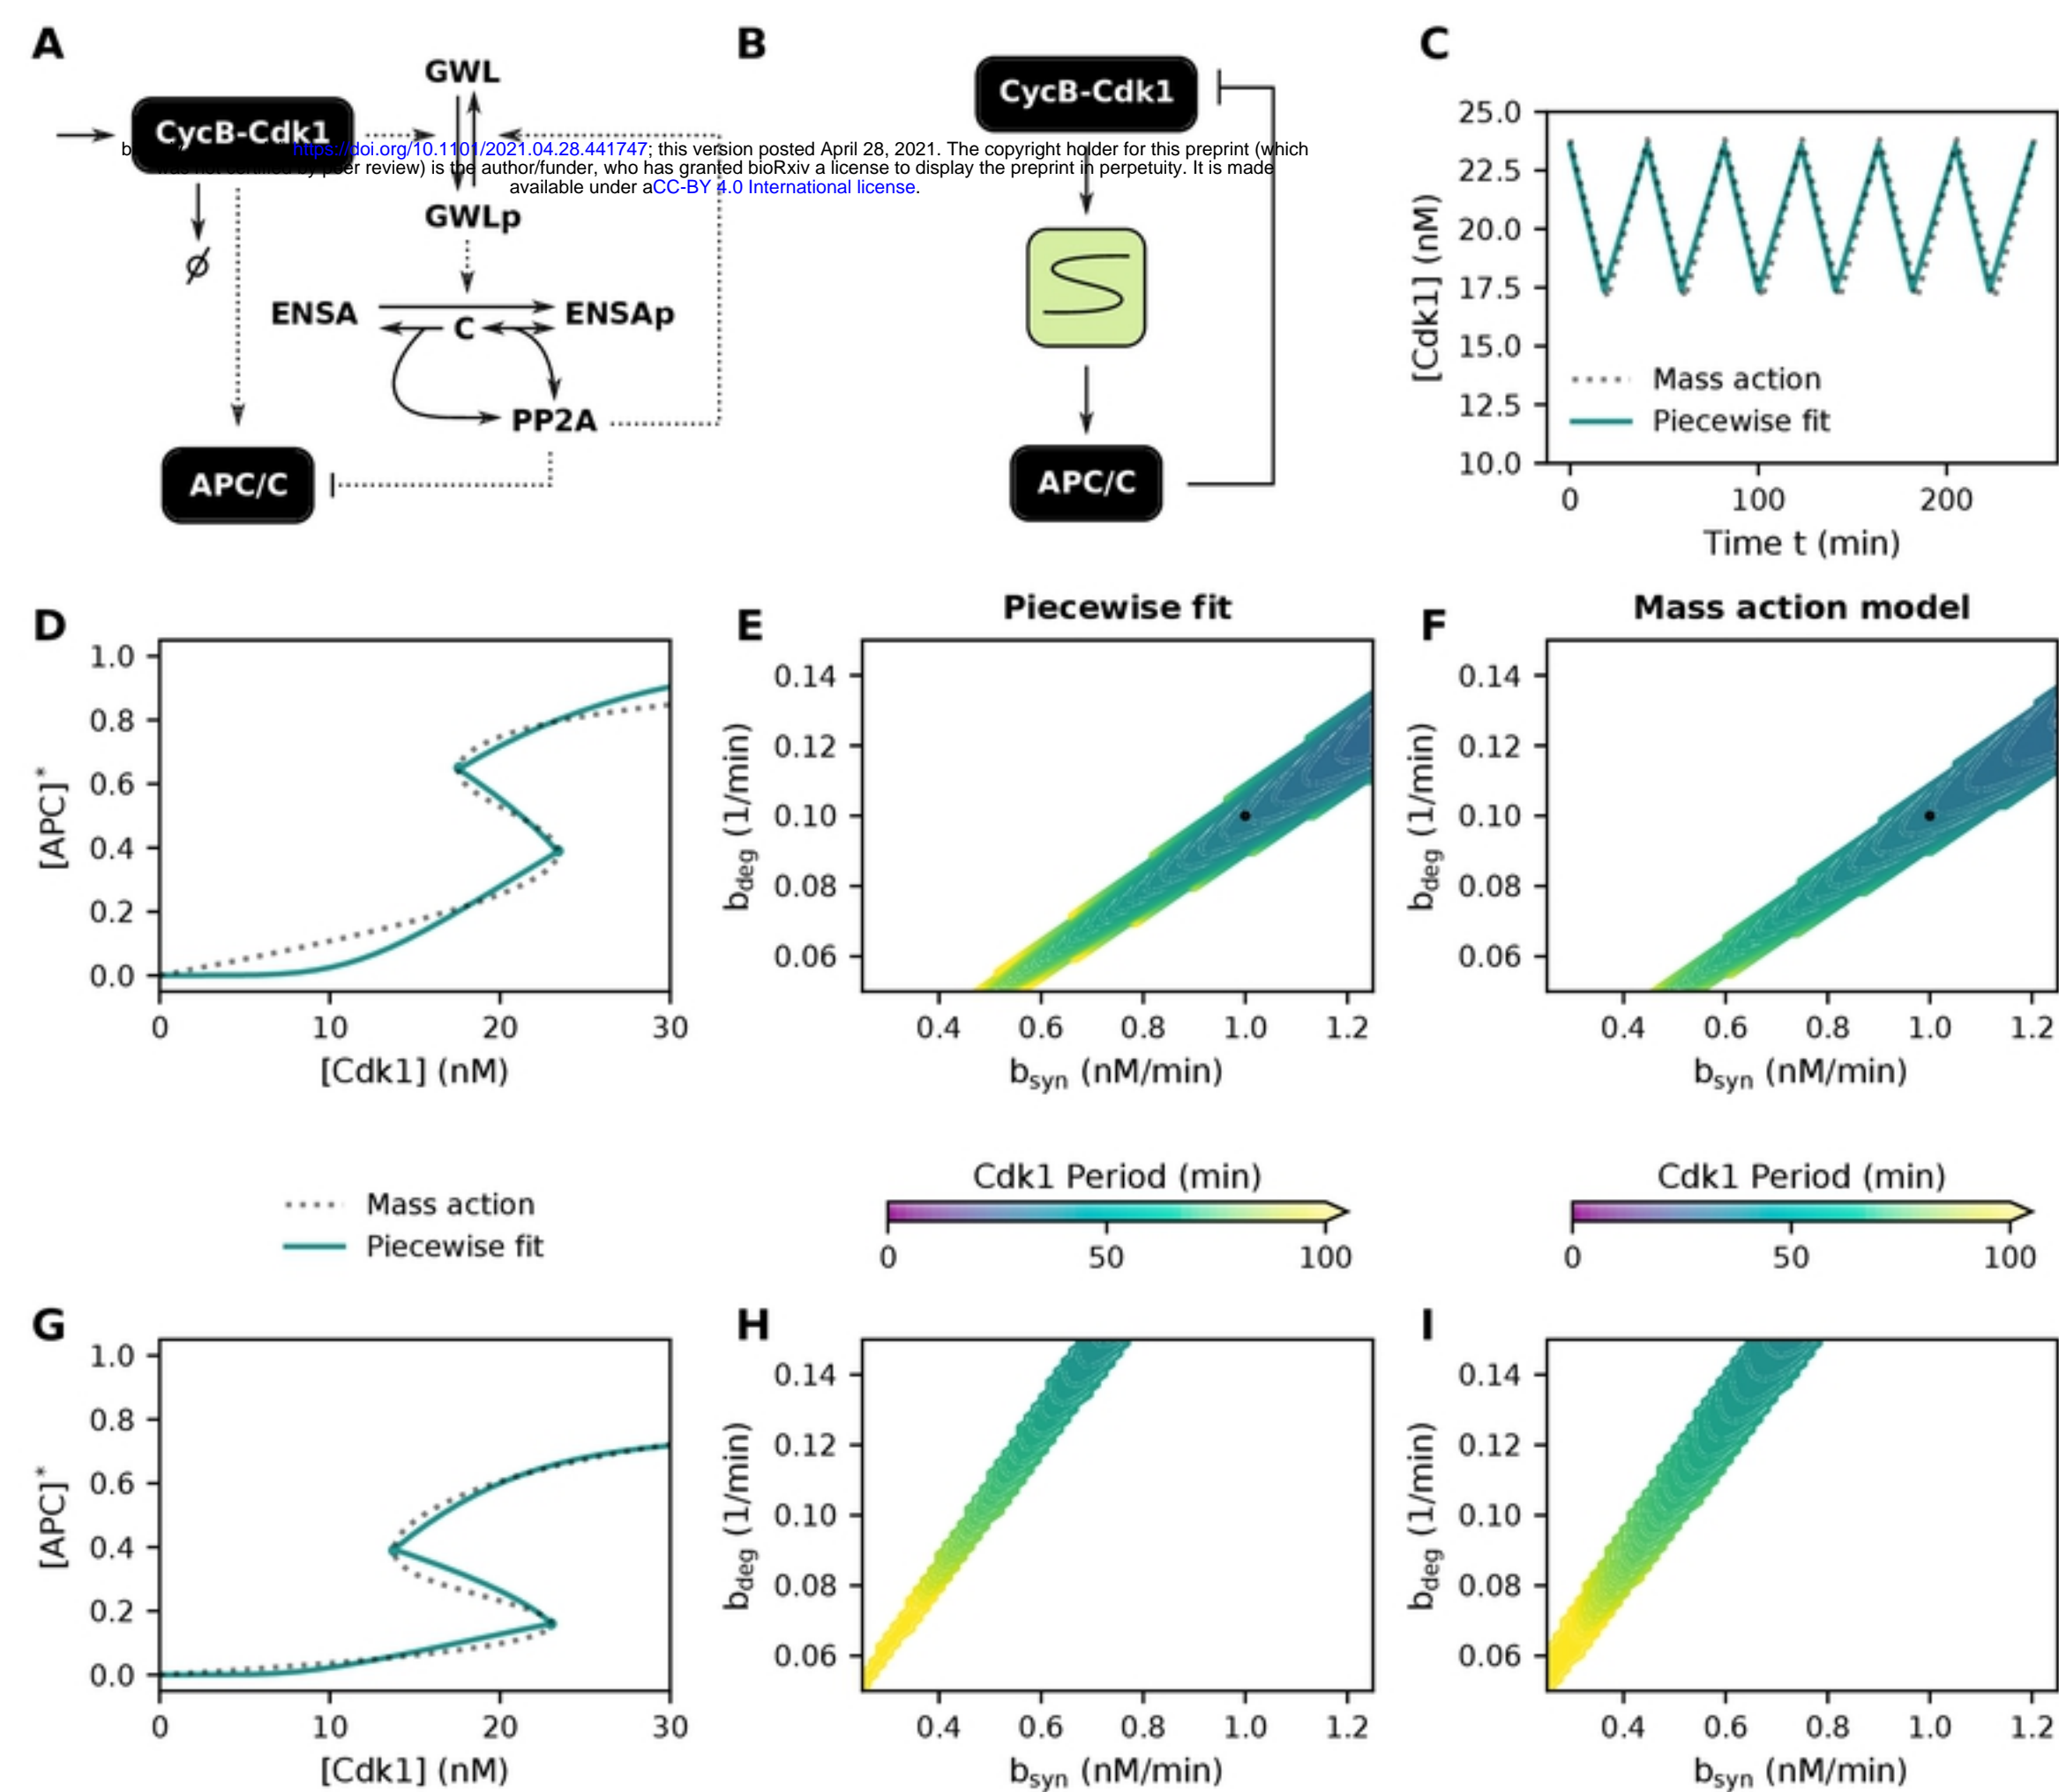 A
B
C
GWL
CycB-Cdk1
CycB-Cdk1
https://doi.org/10.1101/2021.04.28.441747; this version posted April 28, 2021. The copyright holder for this preprint (which
peer review) is the author/funder, who has granted bioRxiv a license to display the preprint in perpetuity. It is made
available under aCC-BY 4.0 International license.
GWLp
ø
ENSA
C
ENSAp
PP2A
APC/C
APC/C
[Cdk1] (nM)
25.0
22.5
20.0
17.5
15.0
12.5
10.0
Mass action
Piecewise fit
0 100 200
Time t (min)
D
[APC]*
1.0
0.8
0.6
0.4
0.2
0.0
0 10 20 30
[Cdk1] (nM)
E
Piecewise fit
bdeg (1/min)
0.14
0.12
0.10
0.08
0.06
0.4 0.6 0.8 1.0 1.2
bsyn (nM/min)
F
Mass action model
bdeg (1/min)
0.14
0.12
0.10
0.08
0.06
0.4 0.6 0.8 1.0 1.2
bsyn (nM/min)
Mass action
Piecewise fit
Cdk1 Period (min)
0 50 100
Cdk1 Period (min)
0 50 100
G
[APC]*
1.0
0.8
0.6
0.4
0.2
0.0
0 10 20 30
[Cdk1] (nM)
H
bdeg (1/min)
0.14
0.12
0.10
0.08
0.06
0.4 0.6 0.8 1.0 1.2
bsyn (nM/min)
I
bdeg (1/min)
0.14
0.12
0.10
0.08
0.06
0.4 0.6 0.8 1.0 1.2
bsyn (nM/min)